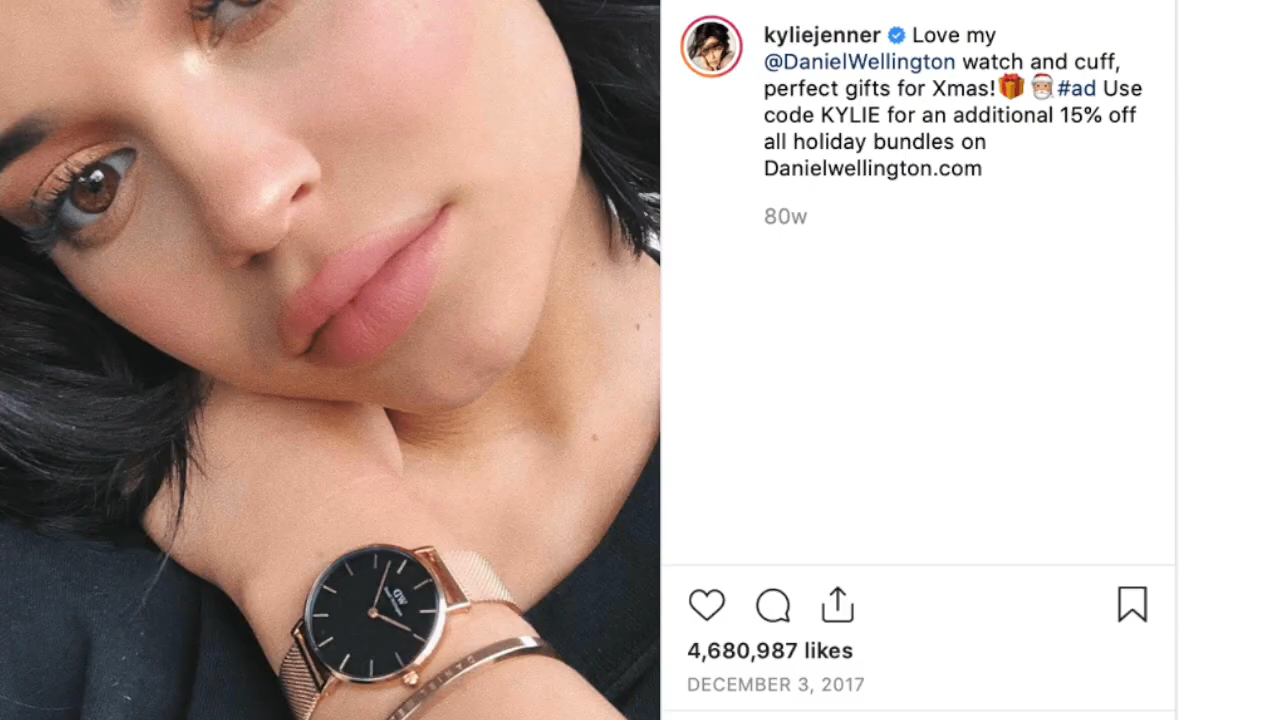 kyliejenner Love my
@DanielWellington watch and cuff,
perfect gifts for Xmas!🎁 🎅🏼#ad Use
code KYLIE for an additional 15% off
all holiday bundles on
Danielwellington.com
80w
DW
4,680,987 likes
DECEMBER 3, 2017